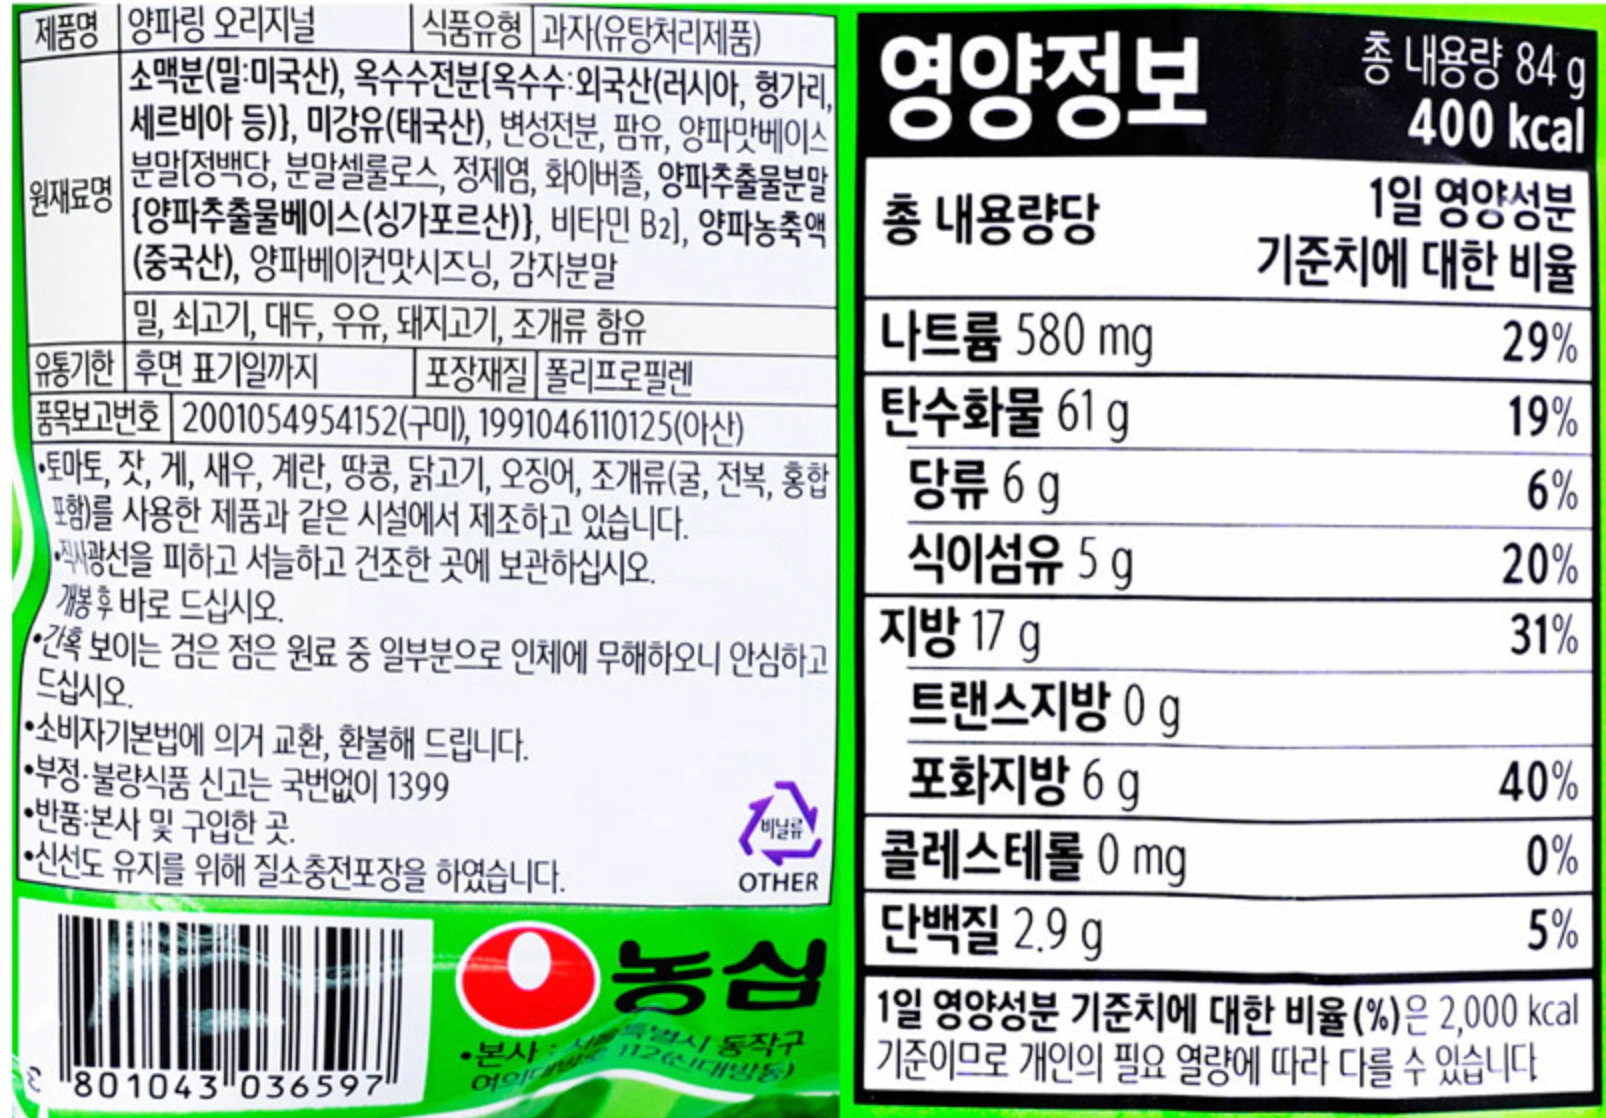 제품명 양파링 오리지널 식품유형 과자(유탕처리제품)
원재료명
소맥분(밀:미국산), 옥수수전분{옥수수:외국산(러시아, 헝가리,
세르비아 등)}, 미강유(태국산), 변성전분, 팜유, 양파맛베이스
분말[정백당, 분말셀룰로스, 정제염, 화이버졸, 양파추출물분말
{양파추출물베이스(싱가포르산)}, 비타민 B2], 양파농축액
(중국산), 양파베이컨맛시즈닝, 감자분말
밀, 쇠고기, 대두, 우유, 돼지고기, 조개류 함유
유통기한 후면 표기일까지 포장재질 폴리프로필렌
품목보고번호 2001054954152(구미), 1991046110125(아산)
•토마토, 잣, 게, 새우, 계란, 땅콩, 닭고기, 오징어, 조개류(굴, 전복, 홍합
포함)를 사용한 제품과 같은 시설에서 제조하고 있습니다.
•직사광선을 피하고 서늘하고 건조한 곳에 보관하십시오.
개봉 후 바로 드십시오.
•간혹 보이는 검은 점은 원료 중 일부분으로 인체에 무해하오니 안심하고
드십시오.
•소비자기본법에 의거 교환, 환불해 드립니다.
•부정·불량식품 신고는 국번없이 1399
•반품:본사 및 구입한 곳.
•신선도 유지를 위해 질소충전포장을 하였습니다.
비닐류
OTHER
농심
•본사 : 서울특별시 동작구
여의대방로 112(신대방동)
8 801043 036597
영양정보
총 내용량 84 g
400 kcal
총 내용량당
1일 영양성분
기준치에 대한 비율
나트륨 580 mg 29%
탄수화물 61 g 19%
당류 6 g 6%
식이섬유 5 g 20%
지방 17 g 31%
트랜스지방 0 g
포화지방 6 g 40%
콜레스테롤 0 mg 0%
단백질 2.9 g 5%
1일 영양성분 기준치에 대한 비율(%)은 2,000 kcal
기준이므로 개인의 필요 열량에 따라 다를 수 있습니다